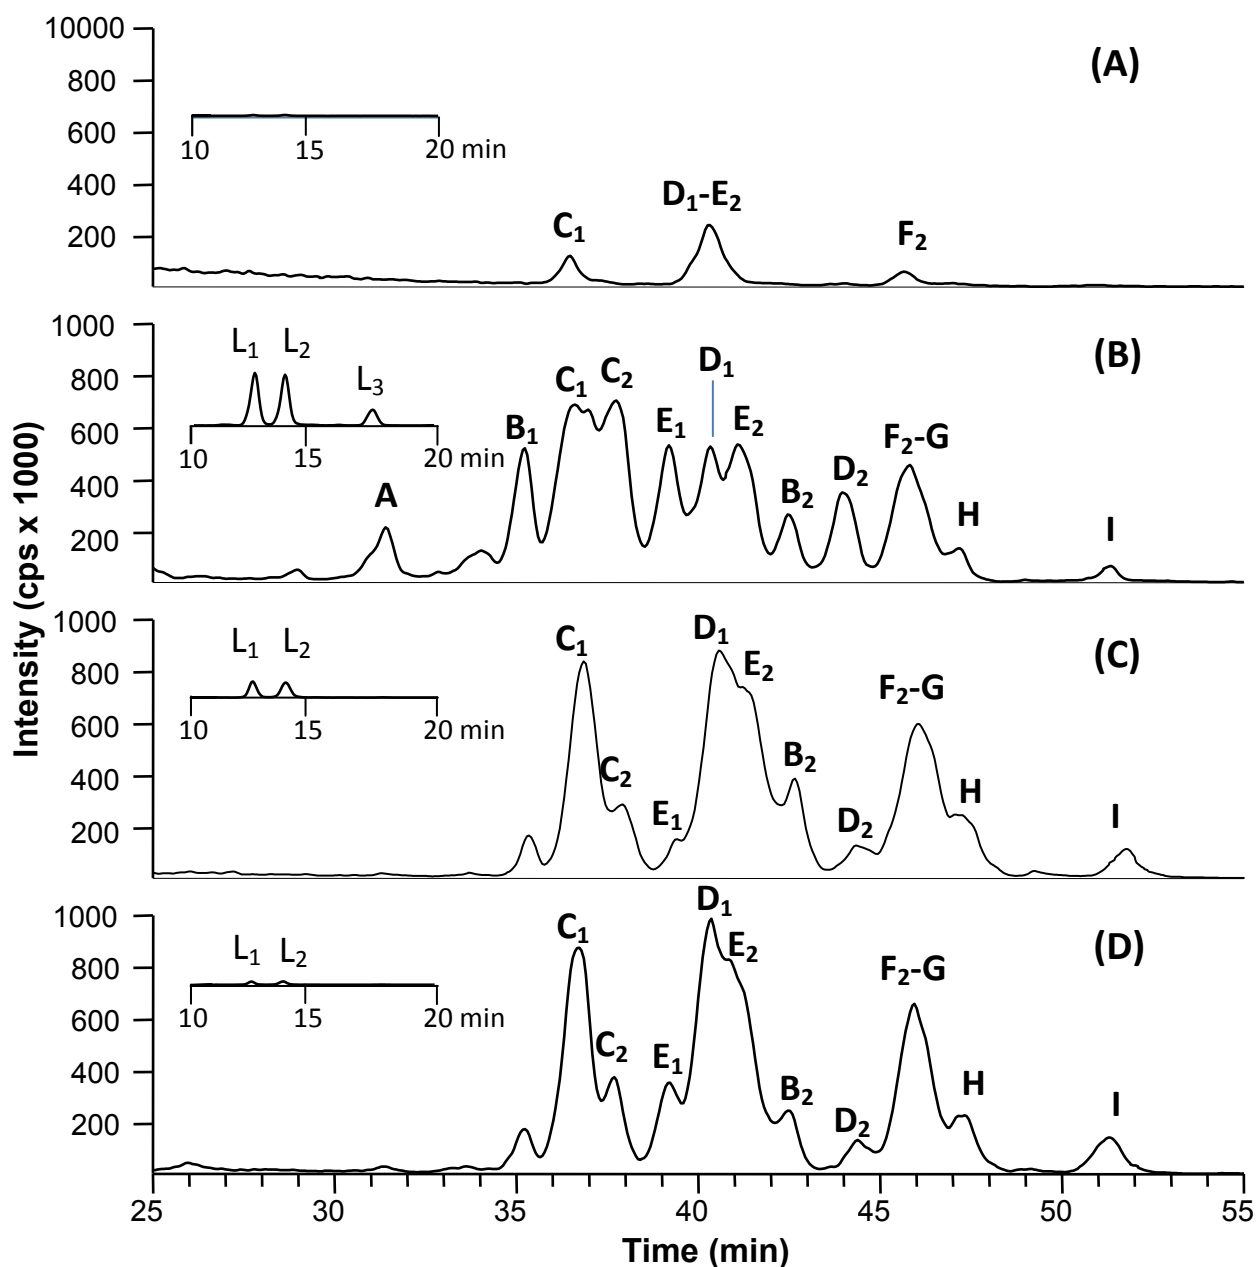 10000
(A)
800
600
10 15 20 min
400
D₁-E₂
C₁
F₂
200
1000
L₁ L₂
L₃
(B)
800
C₁ C₂ D₁
600
B₁ E₁ E₂
F₂-G
10 15 20 min
400
A
B₂ D₂
H
200
I
1000
C₁ D₁
L₁ L₂
(C)
E₂
800
F₂-G
600
10 15 20 min
C₂ B₂
400
E₁ D₂
H
I
200
1000
C₁ D₁
E₂
L₁ L₂
(D)
800
F₂-G
600
10 15 20 min
C₂ E₁
400
B₂
D₂
H
I
200
25 30 35 40 45 50 55
Time (min)
Intensity (cps x 1000)